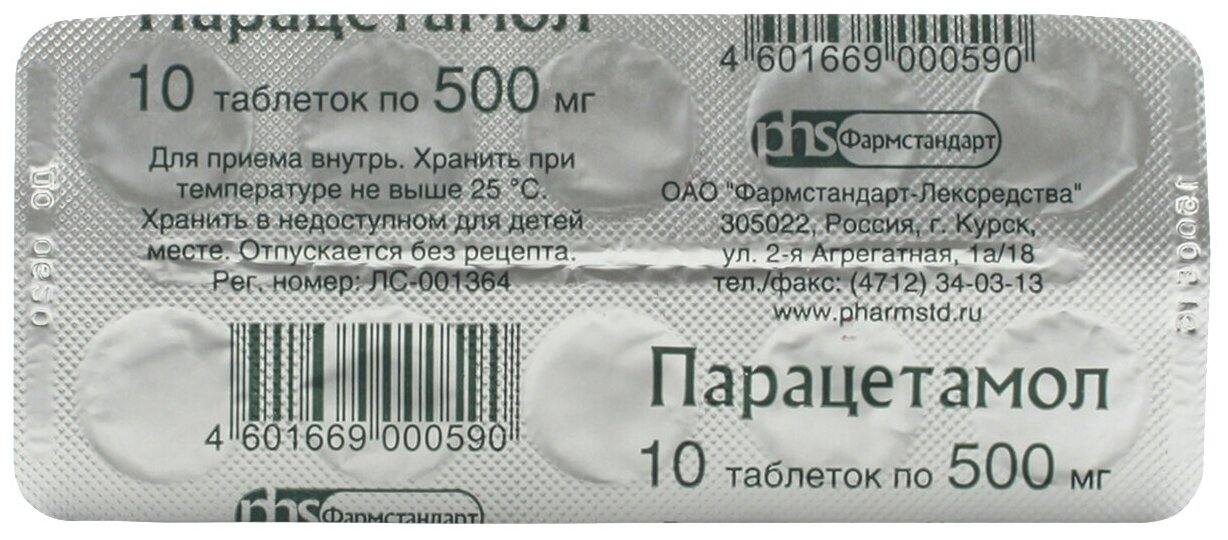 Парацетамол
10 таблеток по 500 мг
Для приема внутрь. Хранить при
температуре не выше 25 °C.
Хранить в недоступном для детей
месте. Отпускается без рецепта.
Рег. номер: ЛС-001364
4 601669 000590
phs Фармстандарт
4 601669 000590
phs Фармстандарт
ОАО "Фармстандарт-Лексредства"
305022, Россия, г. Курск,
ул. 2-я Агрегатная, 1а/18
тел./факс: (4712) 34-03-13
www.pharmstd.ru
Парацетамол
10 таблеток по 500 мг